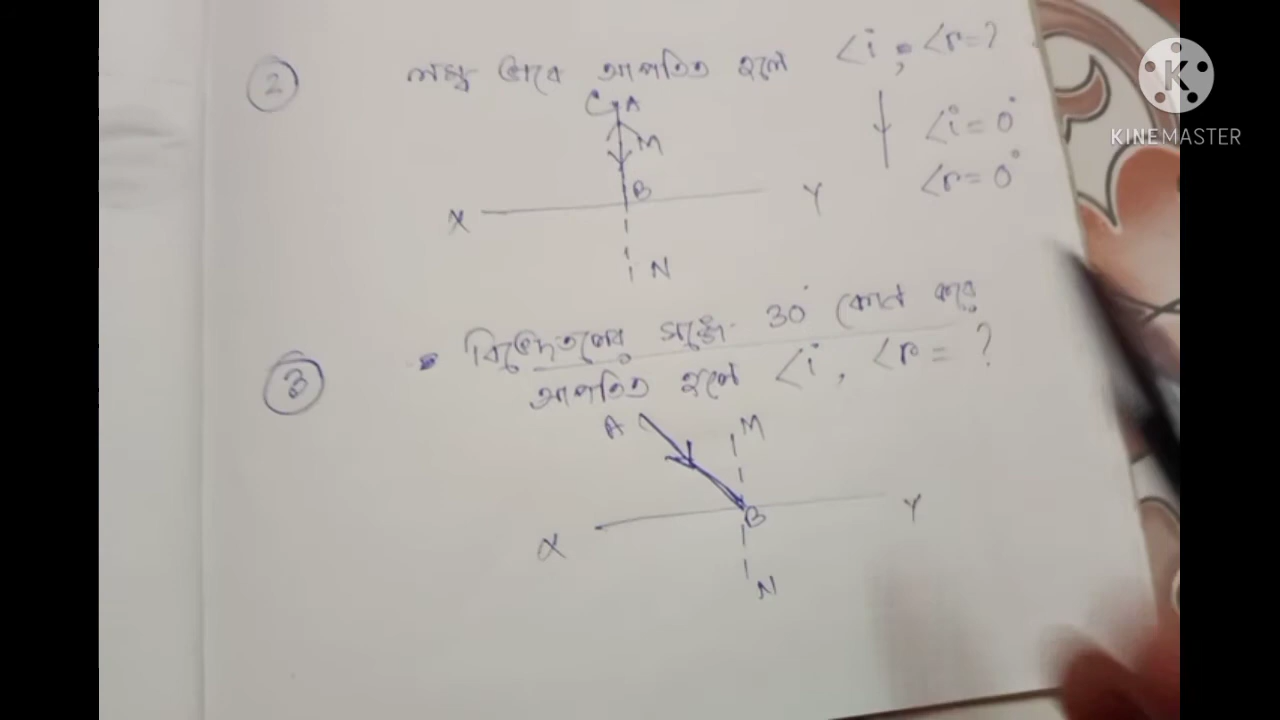 2 লম্ব ভাবে আপতিত হলে <i, <r=?
C A
M
B
X Y
N
<i = 0°
<r = 0°
3 বিভেদতলের সঙ্গে 30° কোণ করে
আপতিত হলে <i, <r = ?
A M
B
X Y
N
K
KINEMASTER